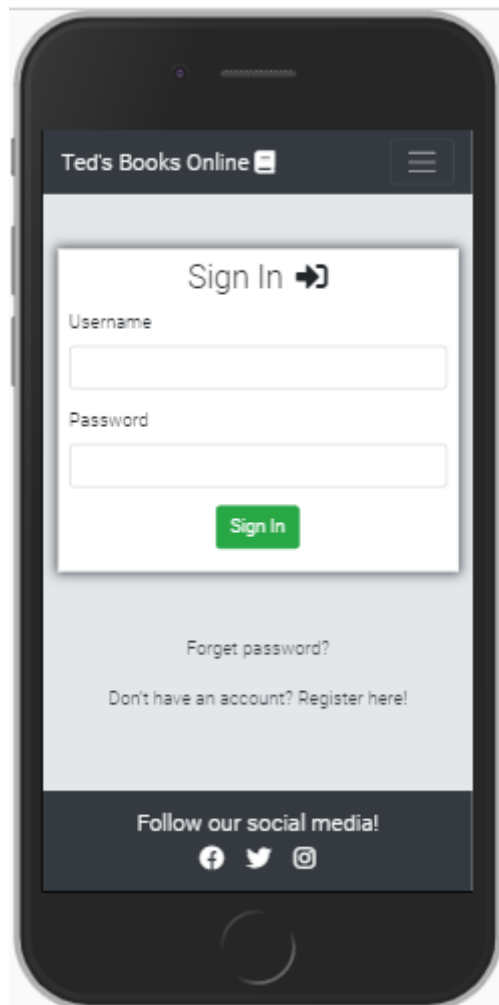 Ted's Books Online
Sign In
Username
Password
Sign In
Forget password?
Don't have an account? Register here!
Follow our social media!